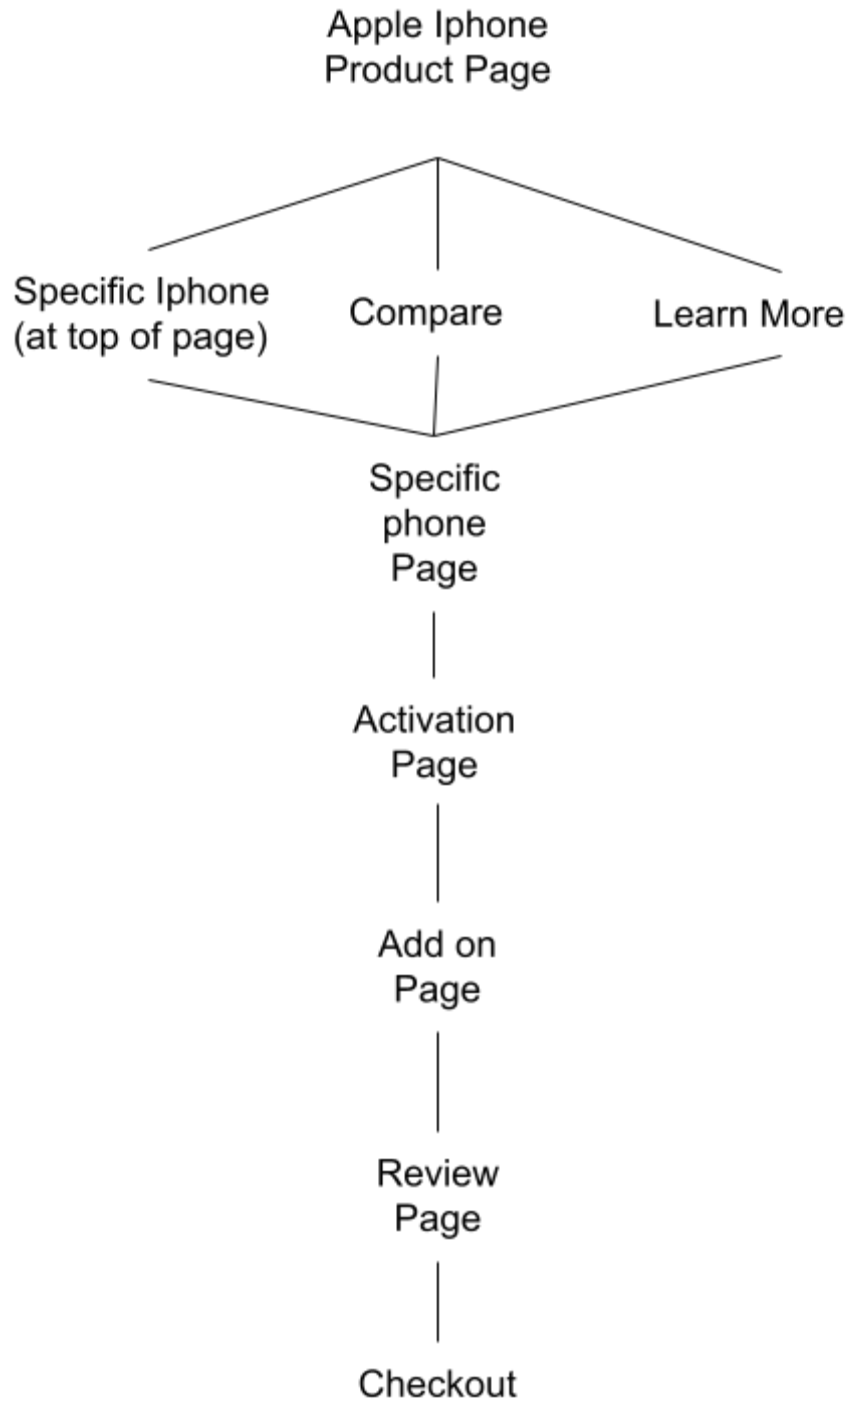 Apple Iphone
Product Page
Specific Iphone
(at top of page)
Compare
Learn More
Specific
phone
Page
Activation
Page
Add on
Page
Review
Page
Checkout